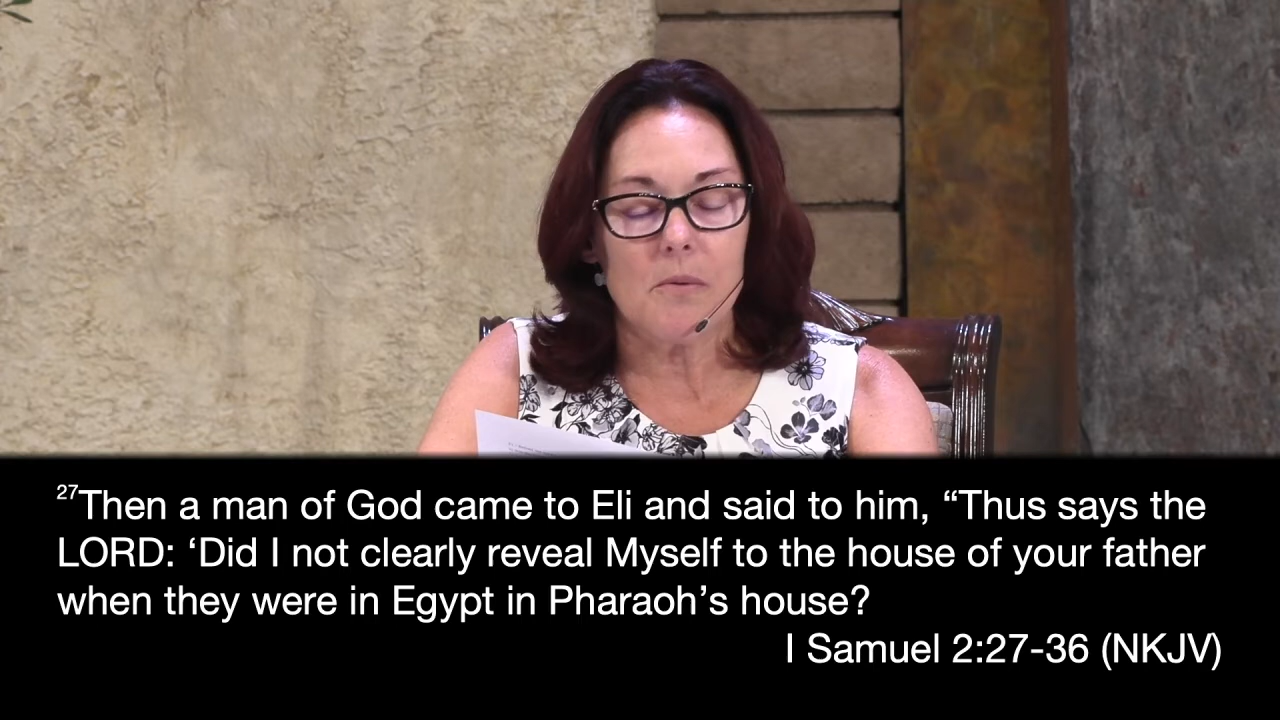 ²⁷Then a man of God came to Eli and said to him, “Thus says the
LORD: ‘Did I not clearly reveal Myself to the house of your father
when they were in Egypt in Pharaoh’s house?
I Samuel 2:27-36 (NKJV)